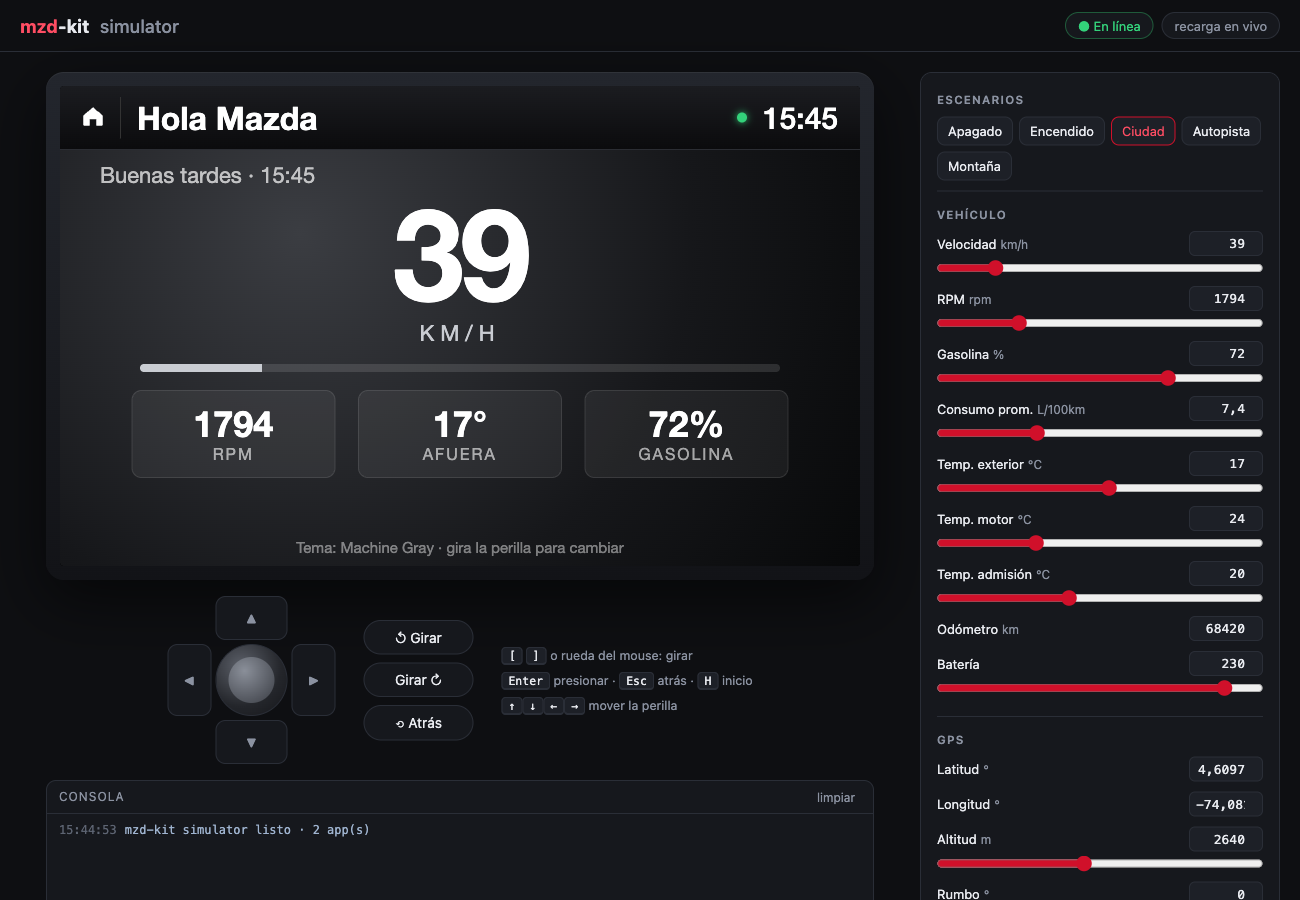 mzd-kit simulator
En línea
recarga en vivo
Hola Mazda
15:45
Buenas tardes · 15:45
39
KM/H
1794
RPM
17°
AFUERA
72%
GASOLINA
Tema: Machine Gray · gira la perilla para cambiar
↺ Girar
Girar ↻
⟲ Atrás
[ ] o rueda del mouse: girar
Enter presionar · Esc atrás · H inicio
↑ ↓ ← → mover la perilla
CONSOLA
limpiar
15:44:53 mzd-kit simulator listo · 2 app(s)
ESCENARIOS
Apagado Encendido Ciudad Autopista
Montaña
VEHÍCULO
Velocidad km/h 39
RPM rpm 1794
Gasolina % 72
Consumo prom. L/100km 7,4
Temp. exterior °C 17
Temp. motor °C 24
Temp. admisión °C 20
Odómetro km 68420
Batería 230
GPS
Latitud ° 4,6097
Longitud ° −74,08
Altitud m 2640
Rumbo ° 0